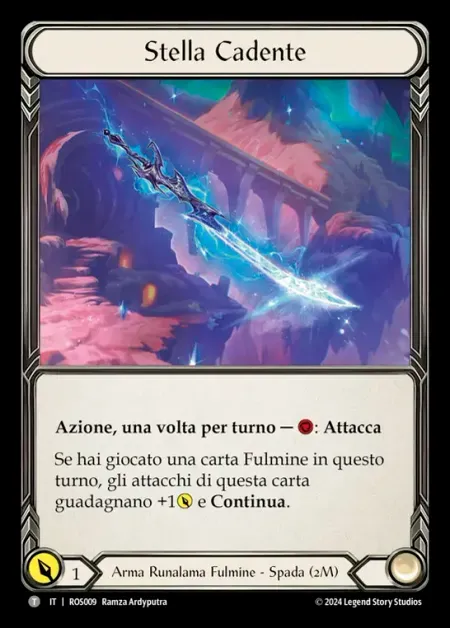 Stella Cadente
Azione, una volta per turno — : Attacca
Se hai giocato una carta Fulmine in questo
turno, gli attacchi di questa carta
guadagnano +1 e Continua.
1
Arma Runalama Fulmine - Spada (2M)
T | IT | ROS009 Ramza Ardyputra
© 2024 Legend Story Studios